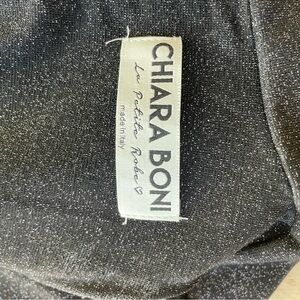 CHIARA BONI
La Petite Robe♡
made in Italy